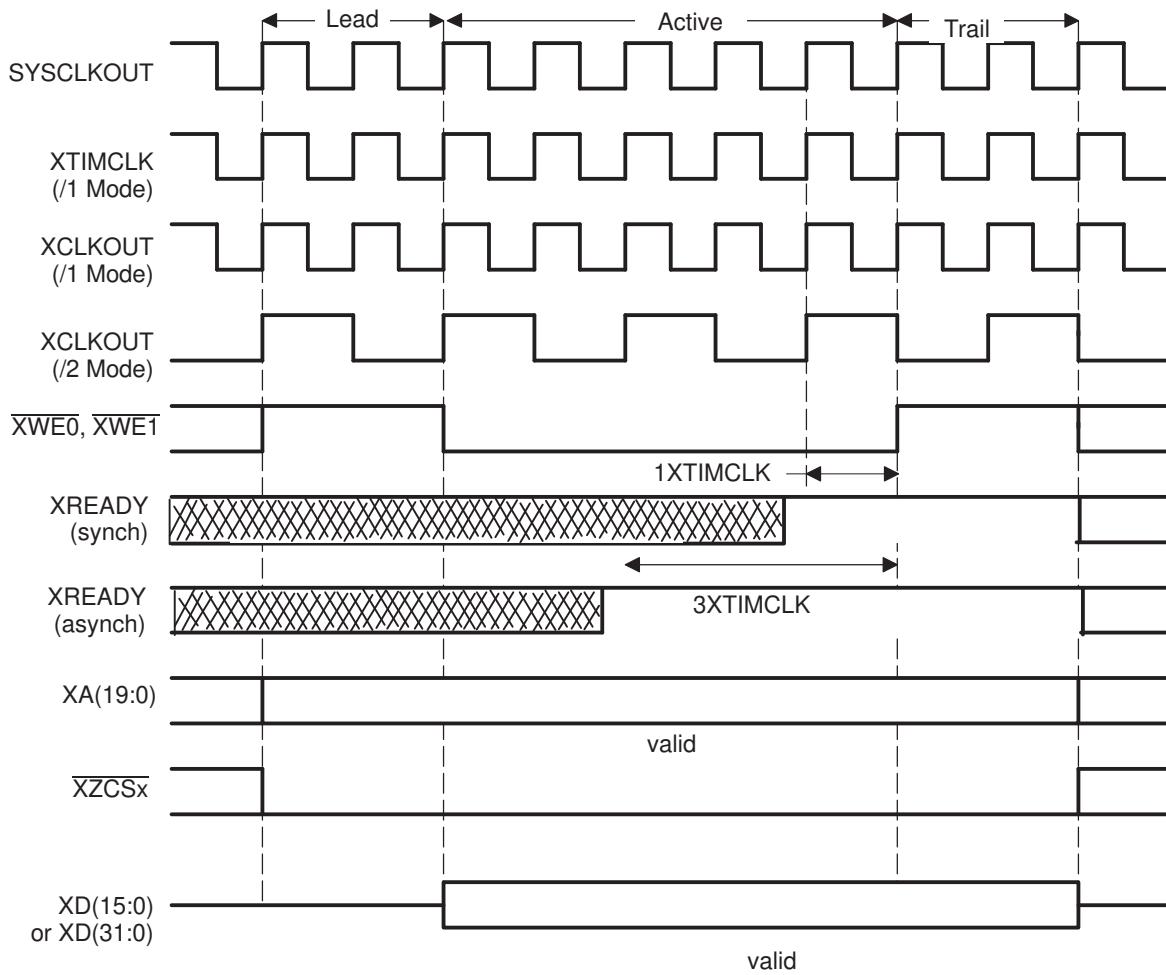 Lead
Active
Trail
SYSCLKOUT
XTIMCLK
(/1 Mode)
XCLKOUT
(/1 Mode)
XCLKOUT
(/2 Mode)
XWE0, XWE1
1XTIMCLK
XREADY
(synch)
XREADY
(asynch)
3XTIMCLK
XA(19:0)
valid
XZCSx
XD(15:0)
or XD(31:0)
valid